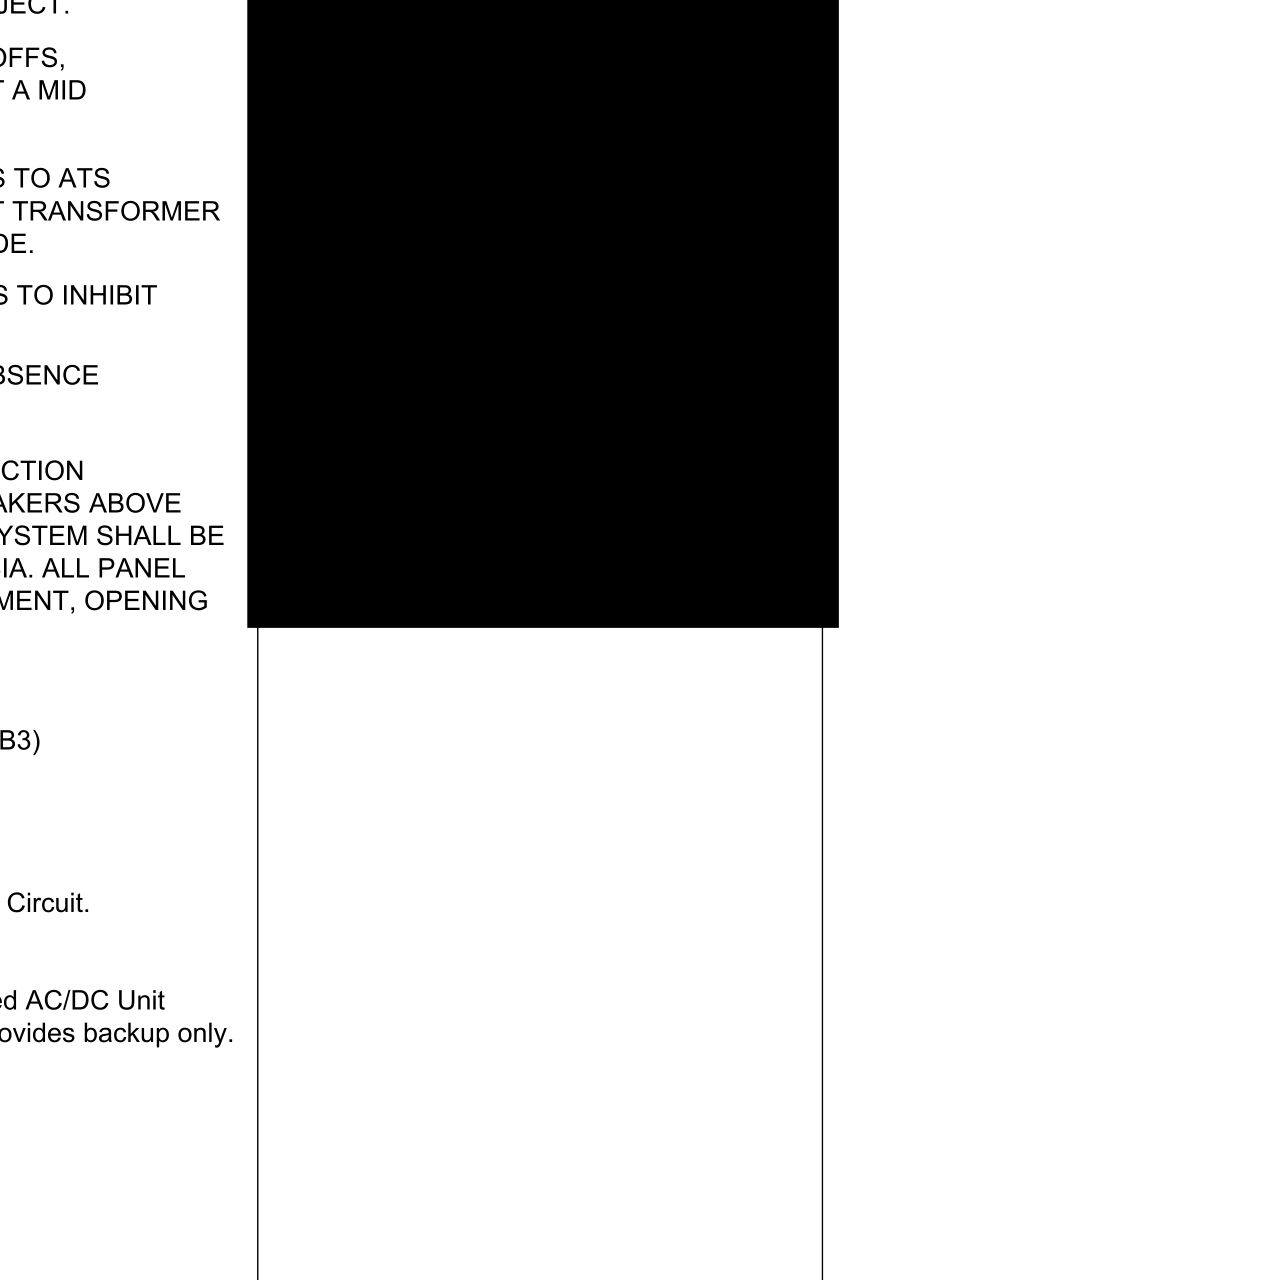 JECT.
OFFS,
T A MID
S TO ATS
T TRANSFORMER
DE.
S TO INHIBIT
BSENCE
CTION
AKERS ABOVE
YSTEM SHALL BE
IA. ALL PANEL
MENT, OPENING
B3)
Circuit.
ed AC/DC Unit
ovides backup only.